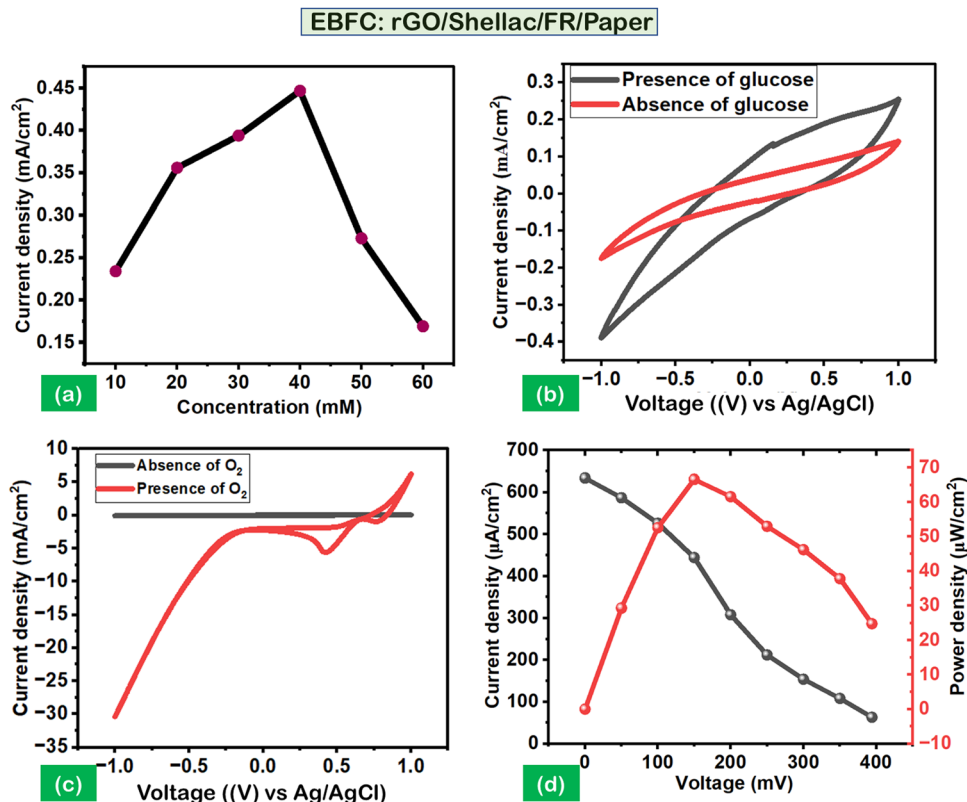 EBFC: rGO/Shellac/FR/Paper
Current density (mA/cm²)
0.45
0.40
0.35
0.30
0.25
0.20
0.15
10 20 30 40 50 60
Concentration (mM)
(a)
Presence of glucose
Absence of glucose
Current density (mA/cm²)
0.3
0.2
0.1
0.0
−0.1
−0.2
−0.3
−0.4
−1.0 −0.5 0.0 0.5 1.0
Voltage ((V) vs Ag/AgCl)
(b)
Absence of O₂
Presence of O₂
Current density (mA/cm²)
10
5
0
−5
−10
−15
−20
−25
−30
−35
−1.0 −0.5 0.0 0.5 1.0
Voltage ((V) vs Ag/AgCl)
(c)
Current density (µA/cm²)
700
600
500
400
300
200
100
0
0 100 200 300 400
Voltage (mV)
70
60
50
40
30
20
10
0
−10
Power density (µW/cm²)
(d)